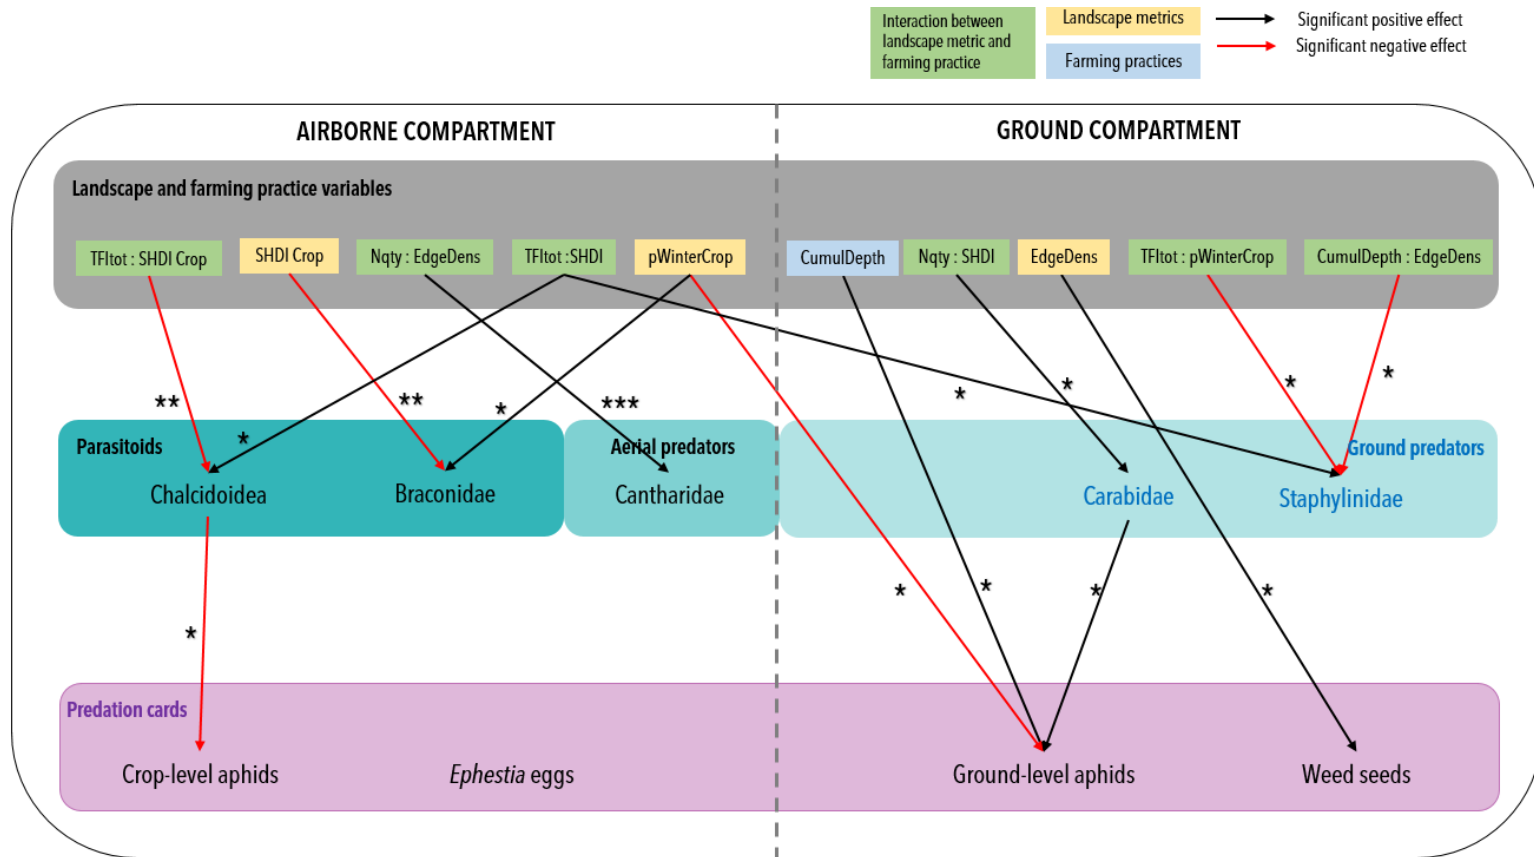 Interaction between
landscape metric and
farming practice
Landscape metrics
Farming practices
Significant positive effect
Significant negative effect
AIRBORNE COMPARTMENT
GROUND COMPARTMENT
Landscape and farming practice variables
TFItot : SHDI Crop
SHDI Crop
Nqty : EdgeDens
TFItot :SHDI
pWinterCrop
CumulDepth
Nqty : SHDI
EdgeDens
TFItot : pWinterCrop
CumulDepth : EdgeDens
**
*
**
*
***
*
*
*
*
Parasitoids
Aerial predators
Ground predators
Chalcidoidea
Braconidae
Cantharidae
Carabidae
Staphylinidae
*
*
*
*
*
Predation cards
Crop-level aphids
Ephestia eggs
Ground-level aphids
Weed seeds